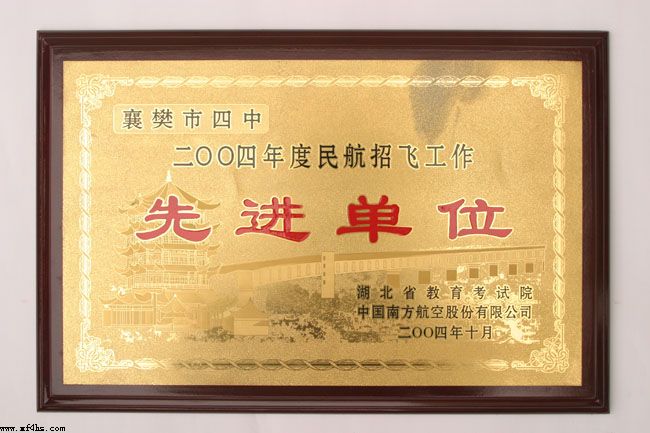 襄樊市四中
二〇〇四年度民航招飞工作
先进单位
湖北省教育考试院
中国南方航空股份有限公司
二〇〇四年十月
www.xf4hs.com